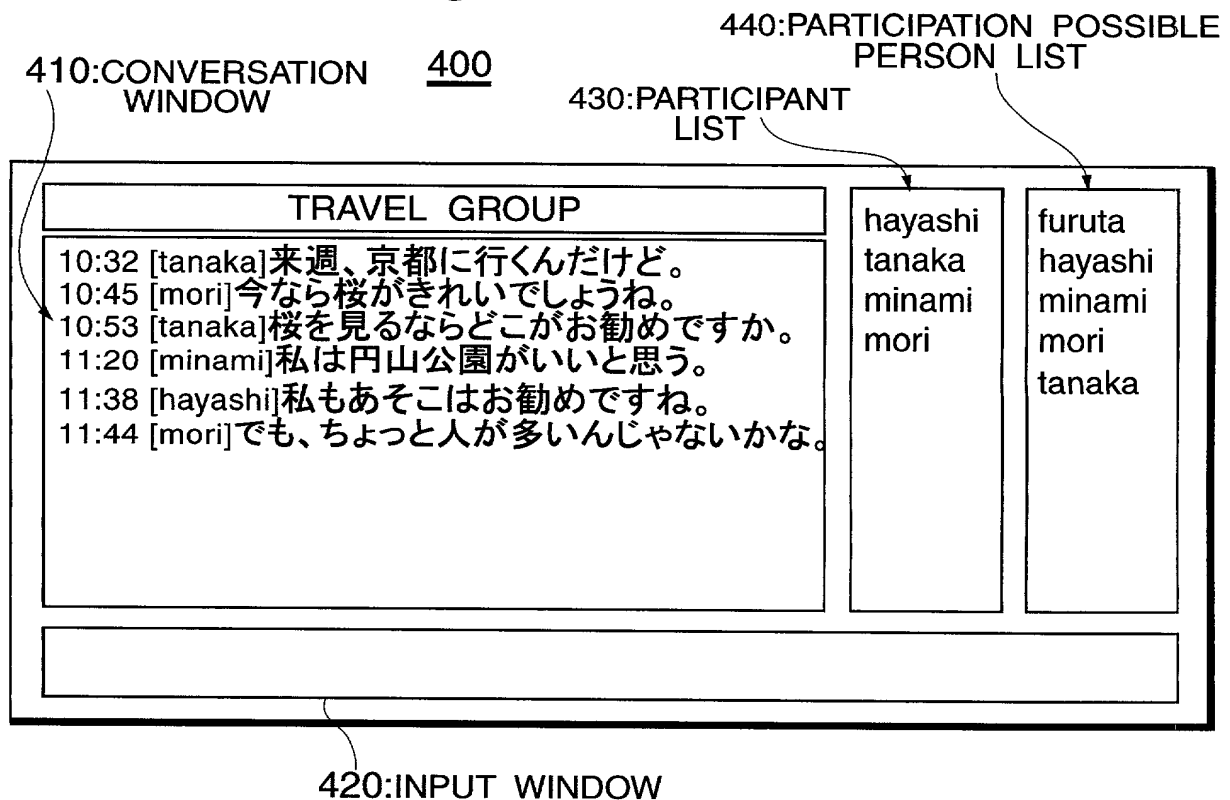 440:PARTICIPATION POSSIBLE
PERSON LIST
410:CONVERSATION
WINDOW
400
430:PARTICIPANT
LIST
TRAVEL GROUP
10:32 [tanaka]来週、京都に行くんだけど。
10:45 [mori]今なら桜がきれいでしょうね。
10:53 [tanaka]桜を見るならどこがお勧めですか。
11:20 [minami]私は円山公園がいいと思う。
11:38 [hayashi]私もあそこはお勧めですね。
11:44 [mori]でも、ちょっと人が多いんじゃないかな。
hayashi
tanaka
minami
mori
furuta
hayashi
minami
mori
tanaka
420:INPUT WINDOW